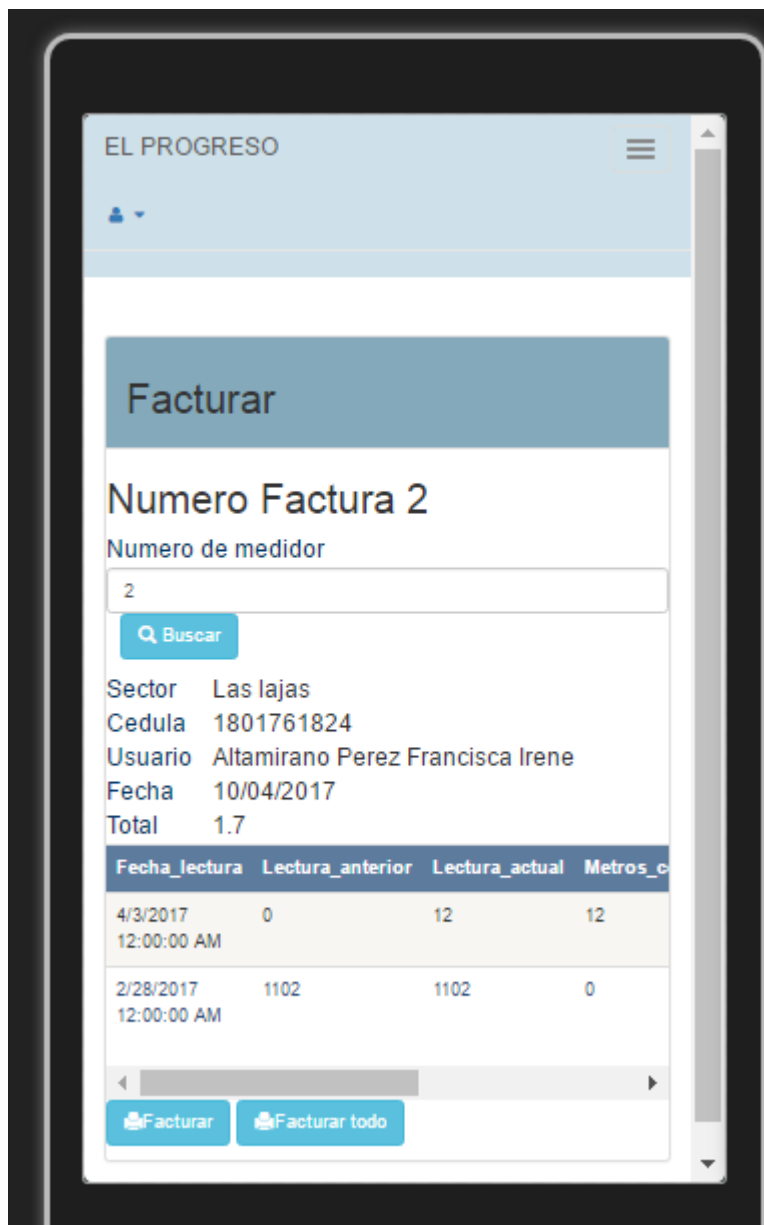 EL PROGRESO
Facturar
Numero Factura 2
Numero de medidor
2
Buscar
Sector Las lajas
Cedula 1801761824
Usuario Altamirano Perez Francisca Irene
Fecha 10/04/2017
Total 1.7
Fecha_lectura Lectura_anterior Lectura_actual Metros_c
4/3/2017 0 12 12
12:00:00 AM
2/28/2017 1102 1102 0
12:00:00 AM
Facturar Facturar todo